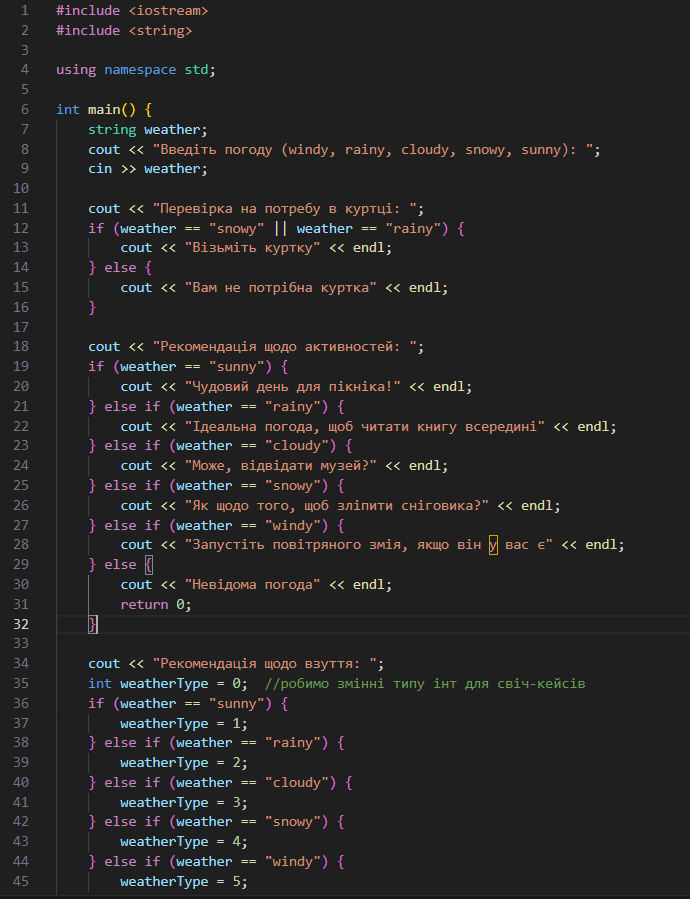 1 #include <iostream>
2 #include <string>
3
4 using namespace std;
5
6 int main() {
7 string weather;
8 cout << "Введіть погоду (windy, rainy, cloudy, snowy, sunny): ";
9 cin >> weather;
10
11 cout << "Перевірка на потребу в куртці: ";
12 if (weather == "snowy" || weather == "rainy") {
13 cout << "Візьміть куртку" << endl;
14 } else {
15 cout << "Вам не потрібна куртка" << endl;
16 }
17
18 cout << "Рекомендація щодо активностей: ";
19 if (weather == "sunny") {
20 cout << "Чудовий день для пікніка!" << endl;
21 } else if (weather == "rainy") {
22 cout << "Ідеальна погода, щоб читати книгу всередині" << endl;
23 } else if (weather == "cloudy") {
24 cout << "Може, відвідати музей?" << endl;
25 } else if (weather == "snowy") {
26 cout << "Як щодо того, щоб зліпити сніговика?" << endl;
27 } else if (weather == "windy") {
28 cout << "Запустіть повітряного змія, якщо він у вас є" << endl;
29 } else {
30 cout << "Невідома погода" << endl;
31 return 0;
32 }
33
34 cout << "Рекомендація щодо взуття: ";
35 int weatherType = 0; //робимо змінні типу інт для свіч-кейсів
36 if (weather == "sunny") {
37 weatherType = 1;
38 } else if (weather == "rainy") {
39 weatherType = 2;
40 } else if (weather == "cloudy") {
41 weatherType = 3;
42 } else if (weather == "snowy") {
43 weatherType = 4;
44 } else if (weather == "windy") {
45 weatherType = 5;